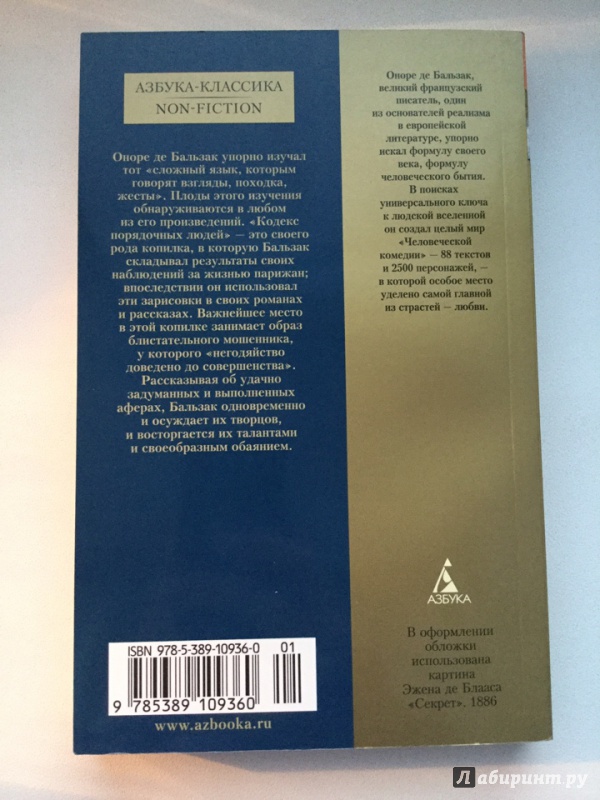 АЗБУКА-КЛАССИКА
NON-FICTION
Оноре де Бальзак упорно изучал
тот «сложный язык, которым
говорят взгляды, походка,
жесты». Плоды этого изучения
обнаруживаются в любом
из его произведений. «Кодекс
порядочных людей» — это своего
рода копилка, в которую Бальзак
складывал результаты своих
наблюдений за жизнью парижан;
впоследствии он использовал
эти зарисовки в своих романах
и рассказах. Важнейшее место
в этой копилке занимает образ
блистательного мошенника,
у которого «негодяйство
доведено до совершенства».
Рассказывая об удачно
задуманных и выполненных
аферах, Бальзак одновременно
и осуждает их творцов,
и восторгается их талантами
и своеобразным обаянием.
ISBN 978-5-389-10936-0
01
9 785389 109360
www.azbooka.ru
Оноре де Бальзак,
великий французский
писатель, один
из основателей реализма
в европейской
литературе, упорно
искал формулу своего
века, формулу
человеческого бытия.
В поисках
универсального ключа
к людской вселенной
он создал целый мир
«Человеческой
комедии» — 88 текстов
и 2500 персонажей, —
в которой особое место
уделено самой главной
из страстей — любви.
АЗБУКА
В оформлении
обложки
использована
картина
Эжена де Блааса
«Секрет». 1886
Лабиринт.ру